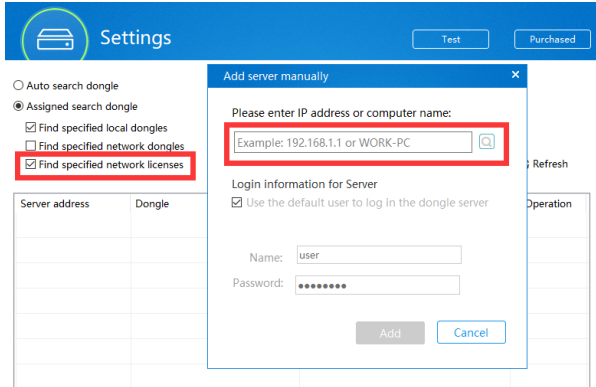 Settings
Test
Purchased
Auto search dongle
Assigned search dongle
Find specified local dongles
Find specified network dongles
Find specified network licenses
Refresh
Server address
Dongle
Operation
Add server manually
Please enter IP address or computer name:
Example: 192.168.1.1 or WORK-PC
Login information for Server
Use the default user to log in the dongle server
Name:
user
Password:
●●●●●●●●
Add
Cancel